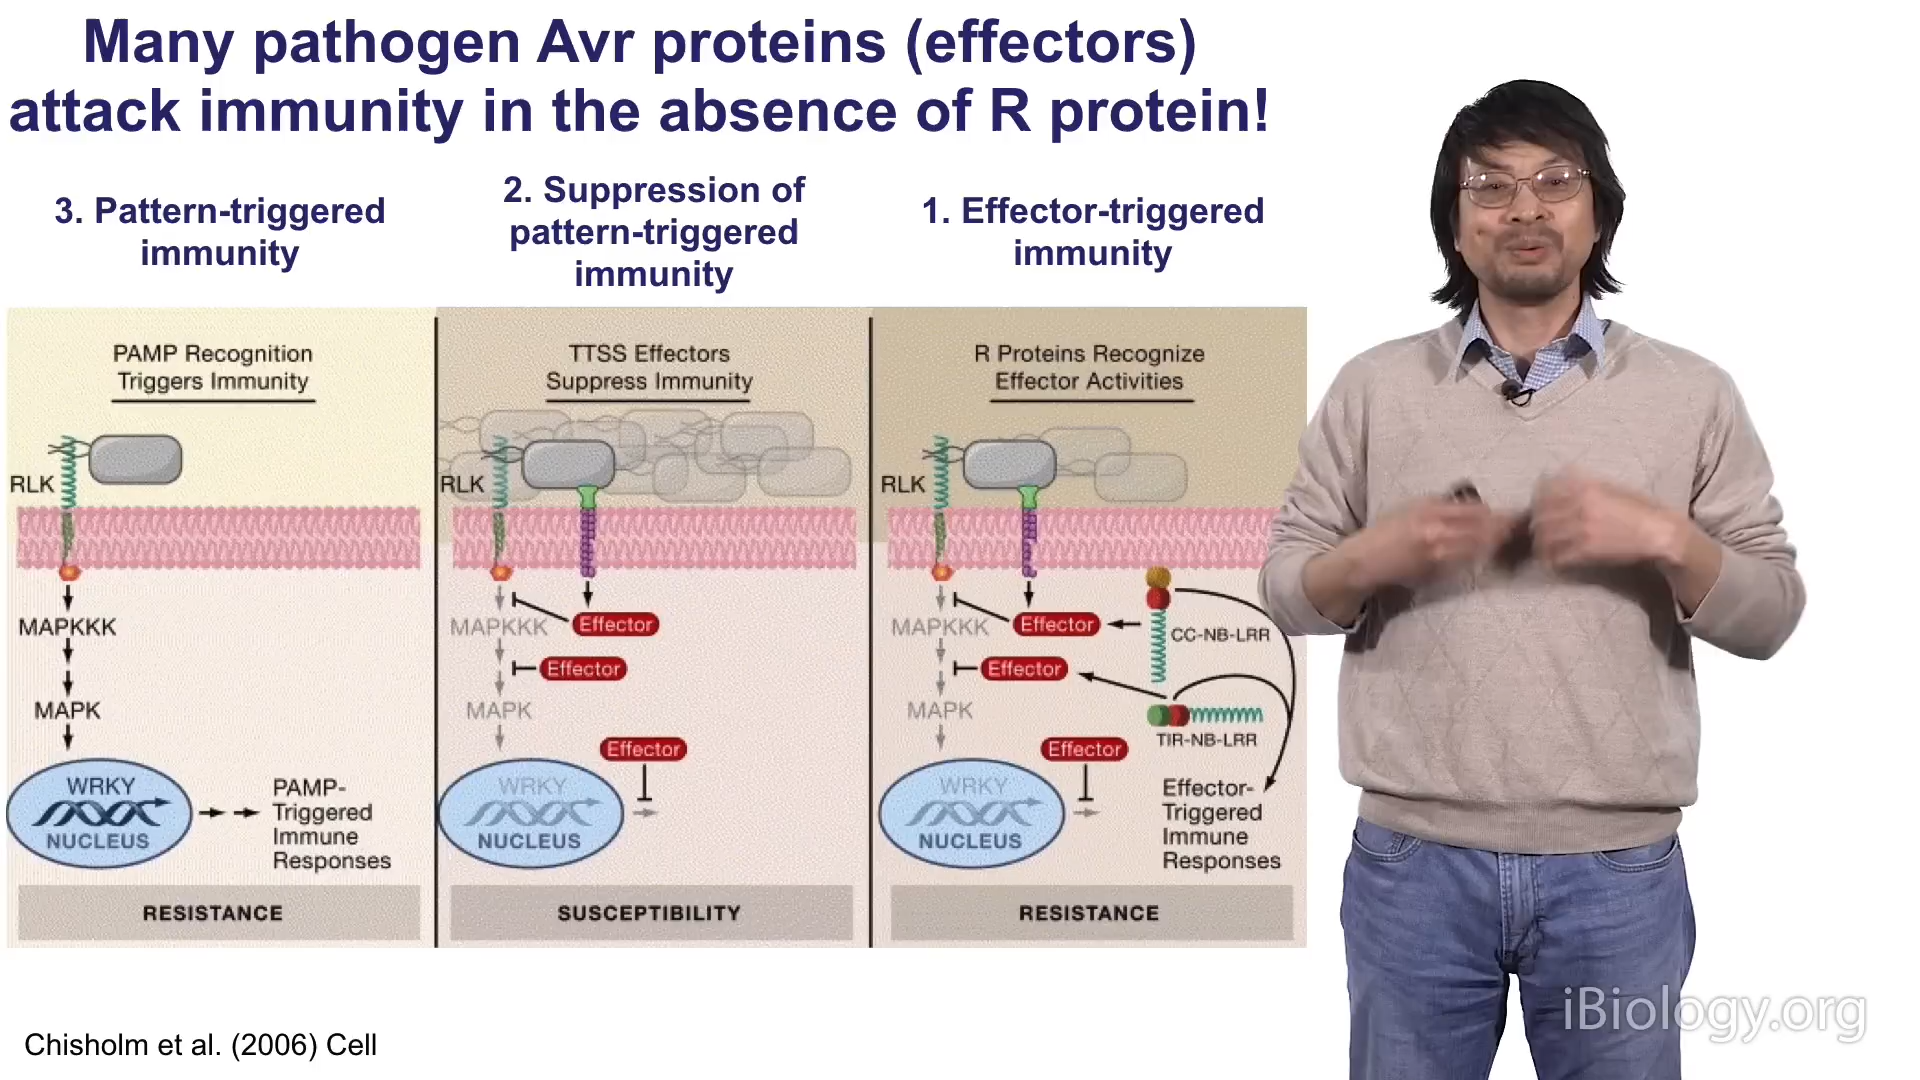 Many pathogen Avr proteins (effectors)
attack immunity in the absence of R protein!
3. Pattern-triggered
immunity
2. Suppression of
pattern-triggered
immunity
1. Effector-triggered
immunity
PAMP Recognition
Triggers Immunity
RLK
MAPKKK
MAPK
WRKY
NUCLEUS
PAMP-
Triggered
Immune
Responses
RESISTANCE
TTSS Effectors
Suppress Immunity
RLK
MAPKKK
Effector
Effector
MAPK
Effector
WRKY
NUCLEUS
SUSCEPTIBILITY
R Proteins Recognize
Effector Activities
RLK
MAPKKK
Effector
CC-NB-LRR
Effector
MAPK
TIR-NB-LRR
Effector
WRKY
NUCLEUS
Effector-
Triggered
Immune
Responses
RESISTANCE
Chisholm et al. (2006) Cell
iBiology.org